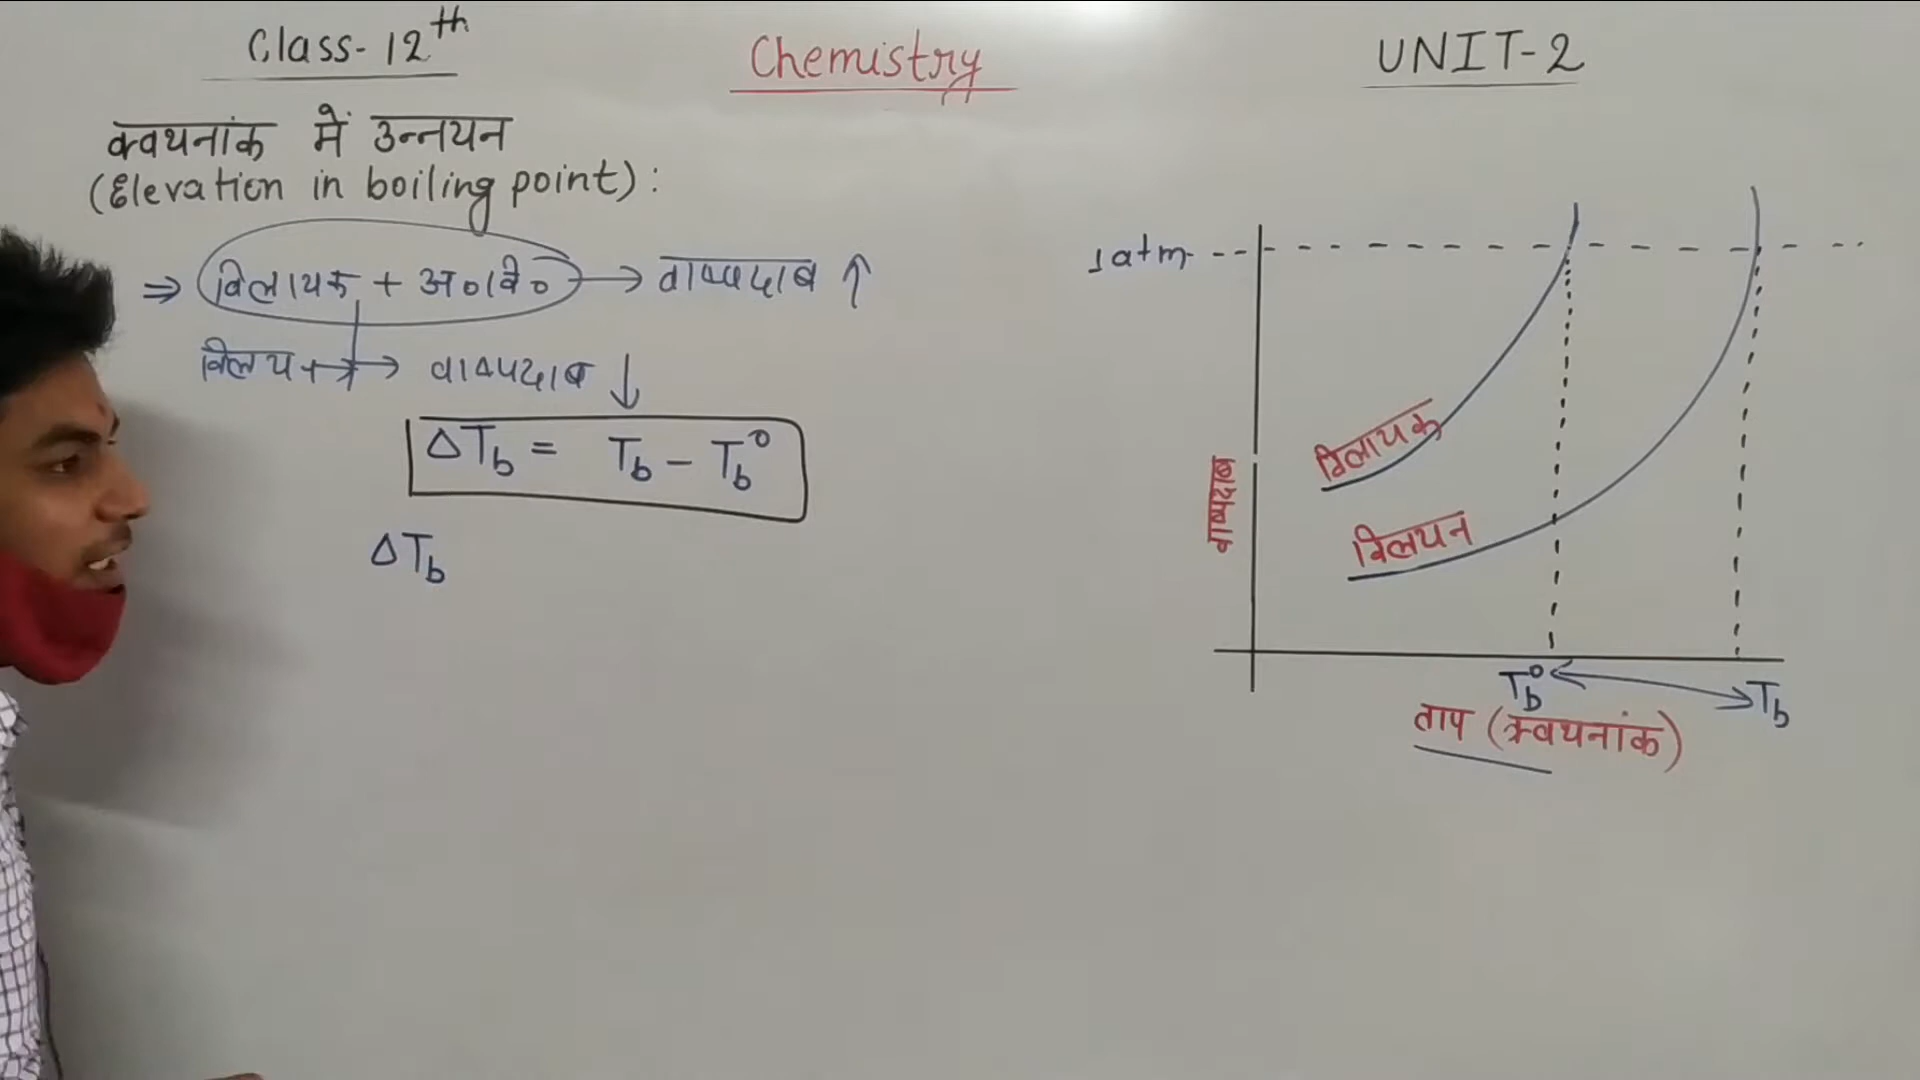 Class-12th
Chemistry
UNIT-2
क्वथनांक में उन्नयन
(Elevation in boiling point):
⇒ विलायक + अ०वि० → वाष्पदाब ↑
→ वाष्पदाब ↓
ΔTb = Tb - Tb°
ΔTb
1atm
विलायक
विलयन
वाष्पदाब
Tb°
Tb
ताप (क्वथनांक)